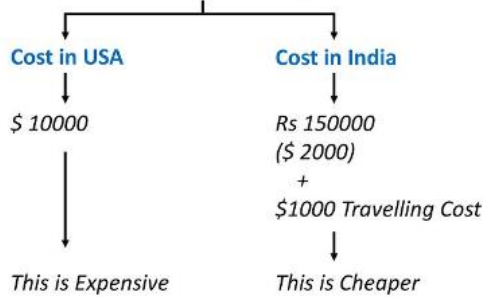 Cost in USA
$ 10000
This is Expensive
Cost in India
Rs 150000
($ 2000)
+
$1000 Travelling Cost
This is Cheaper